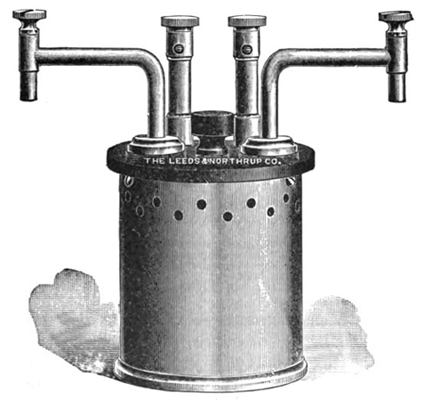 THE LEEDS & NORTHRUP CO.